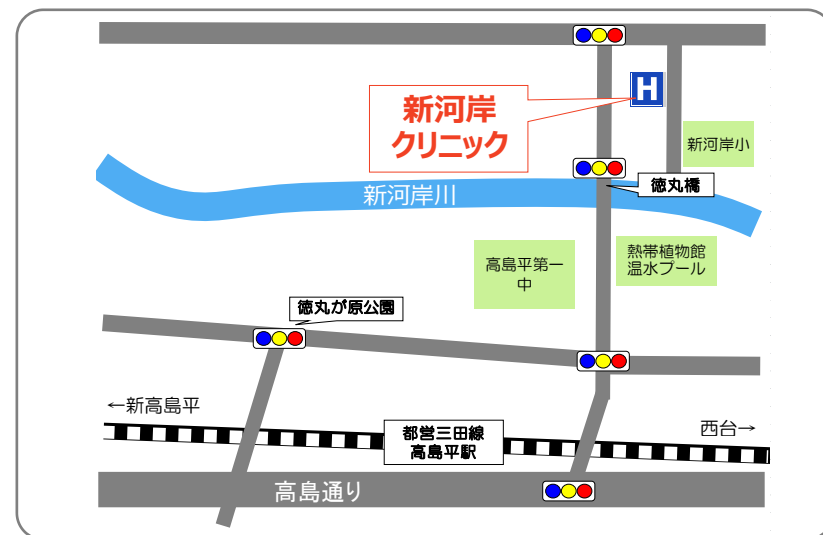 H
新河岸
クリニック
新河岸小
徳丸橋
新河岸川
熱帯植物館
温水プール
高島平第一
中
徳丸が原公園
←新高島平
西台→
都営三田線
高島平駅
高島通り